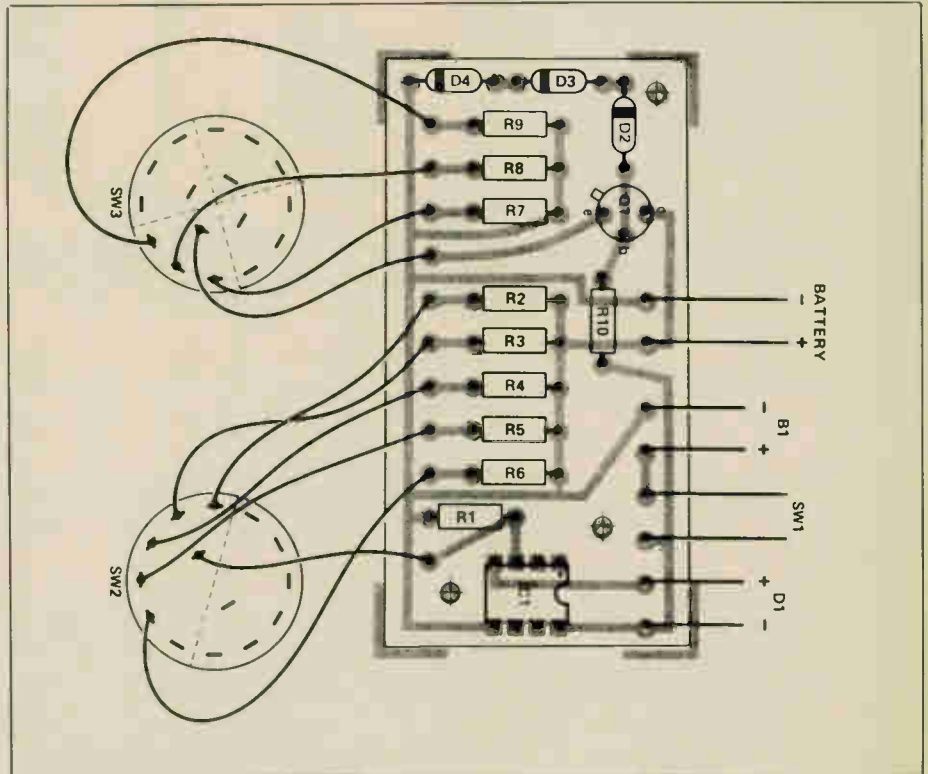 D4
D3
D2
R9
R8
R7
SW3
Q1
e
c
b
R2
R3
R4
R5
R6
R10
BATTERY
-
+
B1
-
+
SW1
R1
SW2
D1
+
-